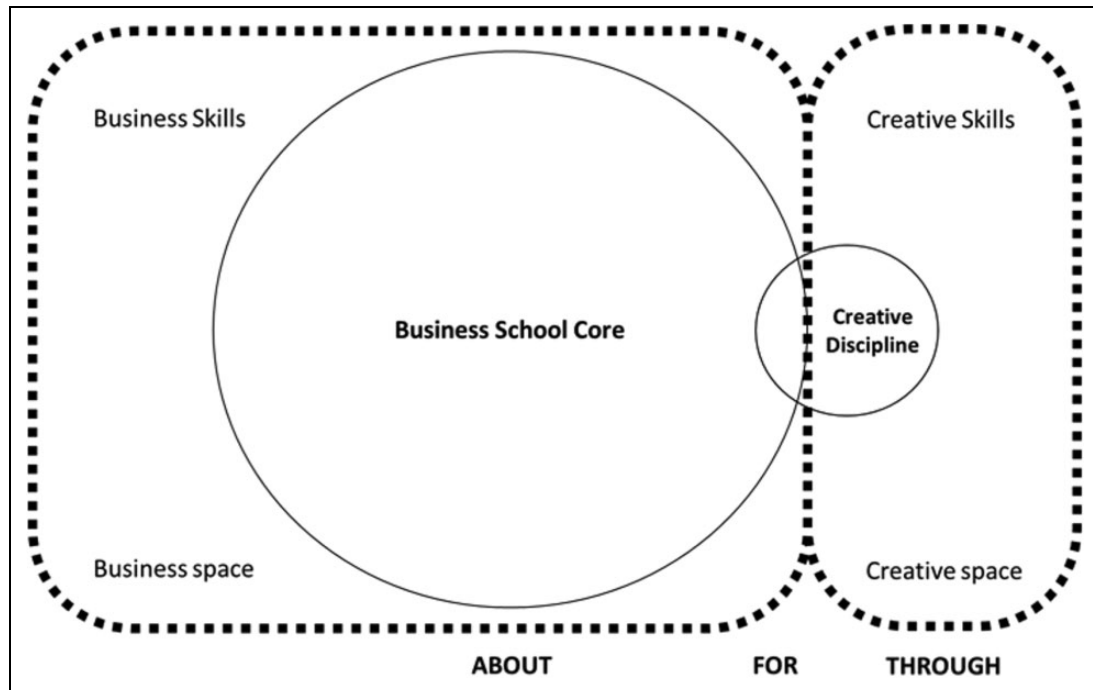 Business Skills
Creative Skills
Business School Core
Creative
Discipline
Business space
Creative space
ABOUT
FOR
THROUGH